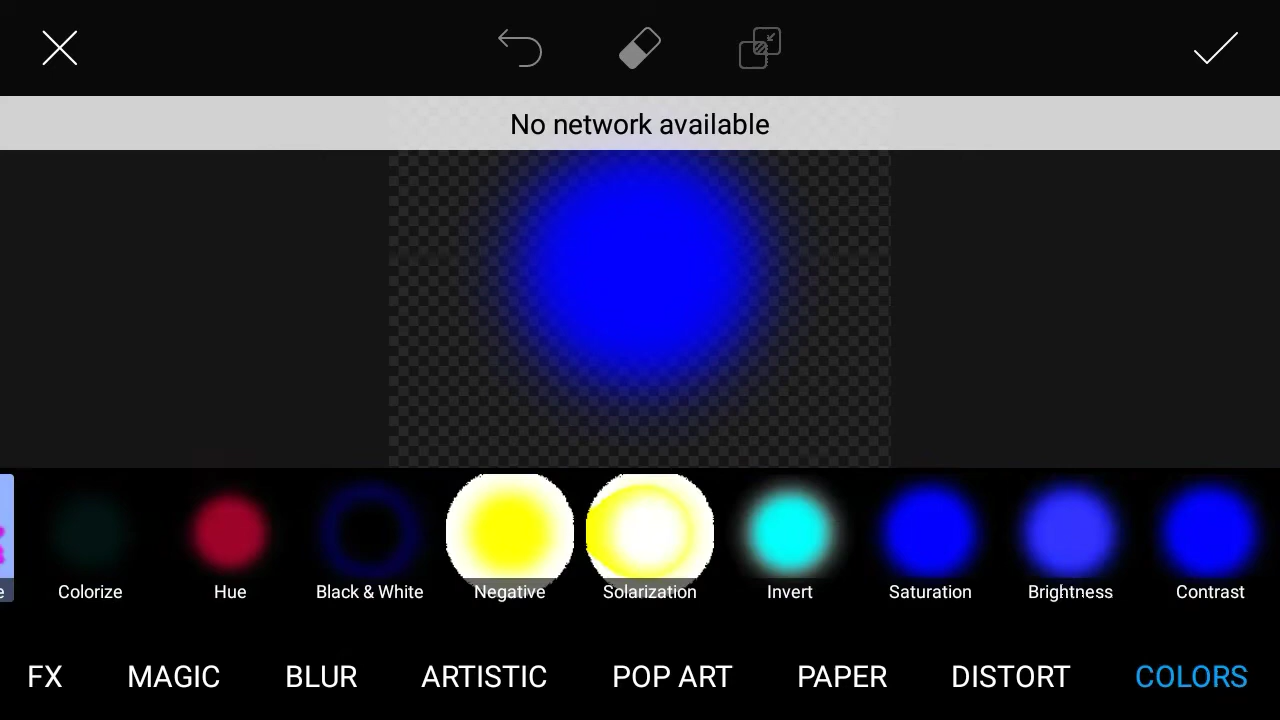 No network available
e
Colorize
Hue
Black & White
Negative
Solarization
Invert
Saturation
Brightness
Contrast
FX
MAGIC
BLUR
ARTISTIC
POP ART
PAPER
DISTORT
COLORS